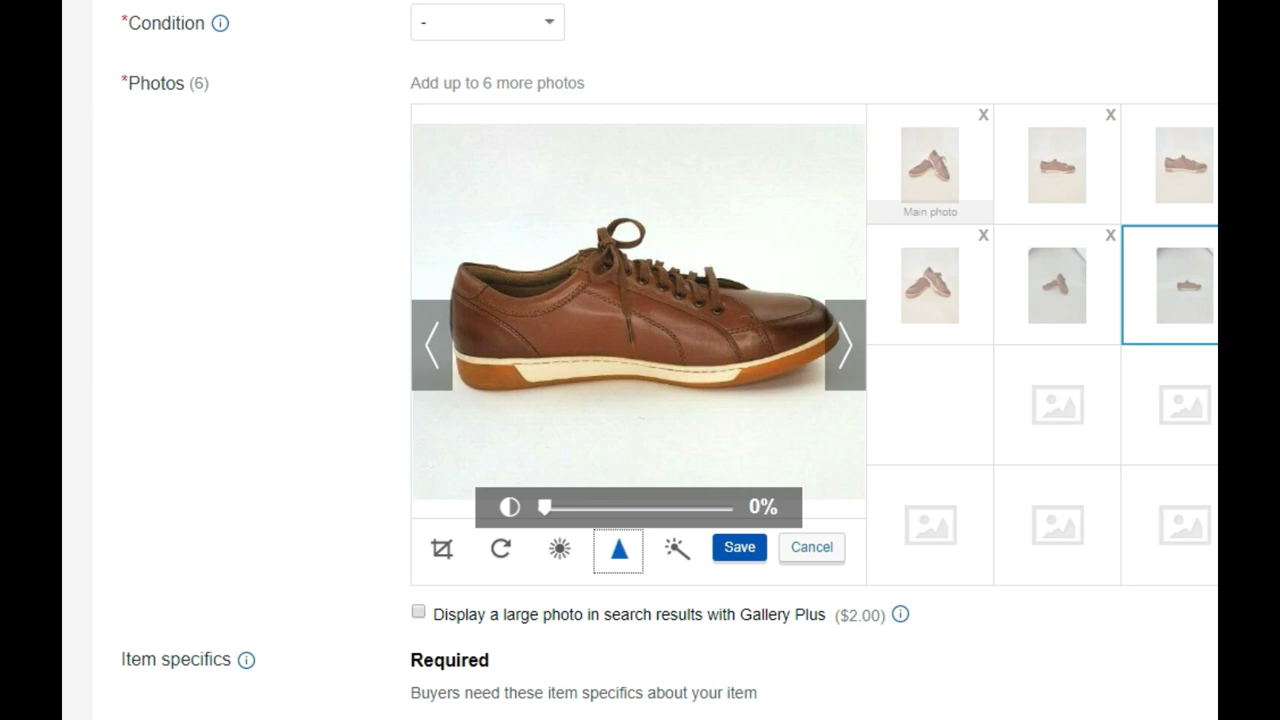 *Condition
-
*Photos (6)
Add up to 6 more photos
X
X
Main photo
X
X
0%
Save
Cancel
Display a large photo in search results with Gallery Plus ($2.00)
Item specifics
Required
Buyers need these item specifics about your item